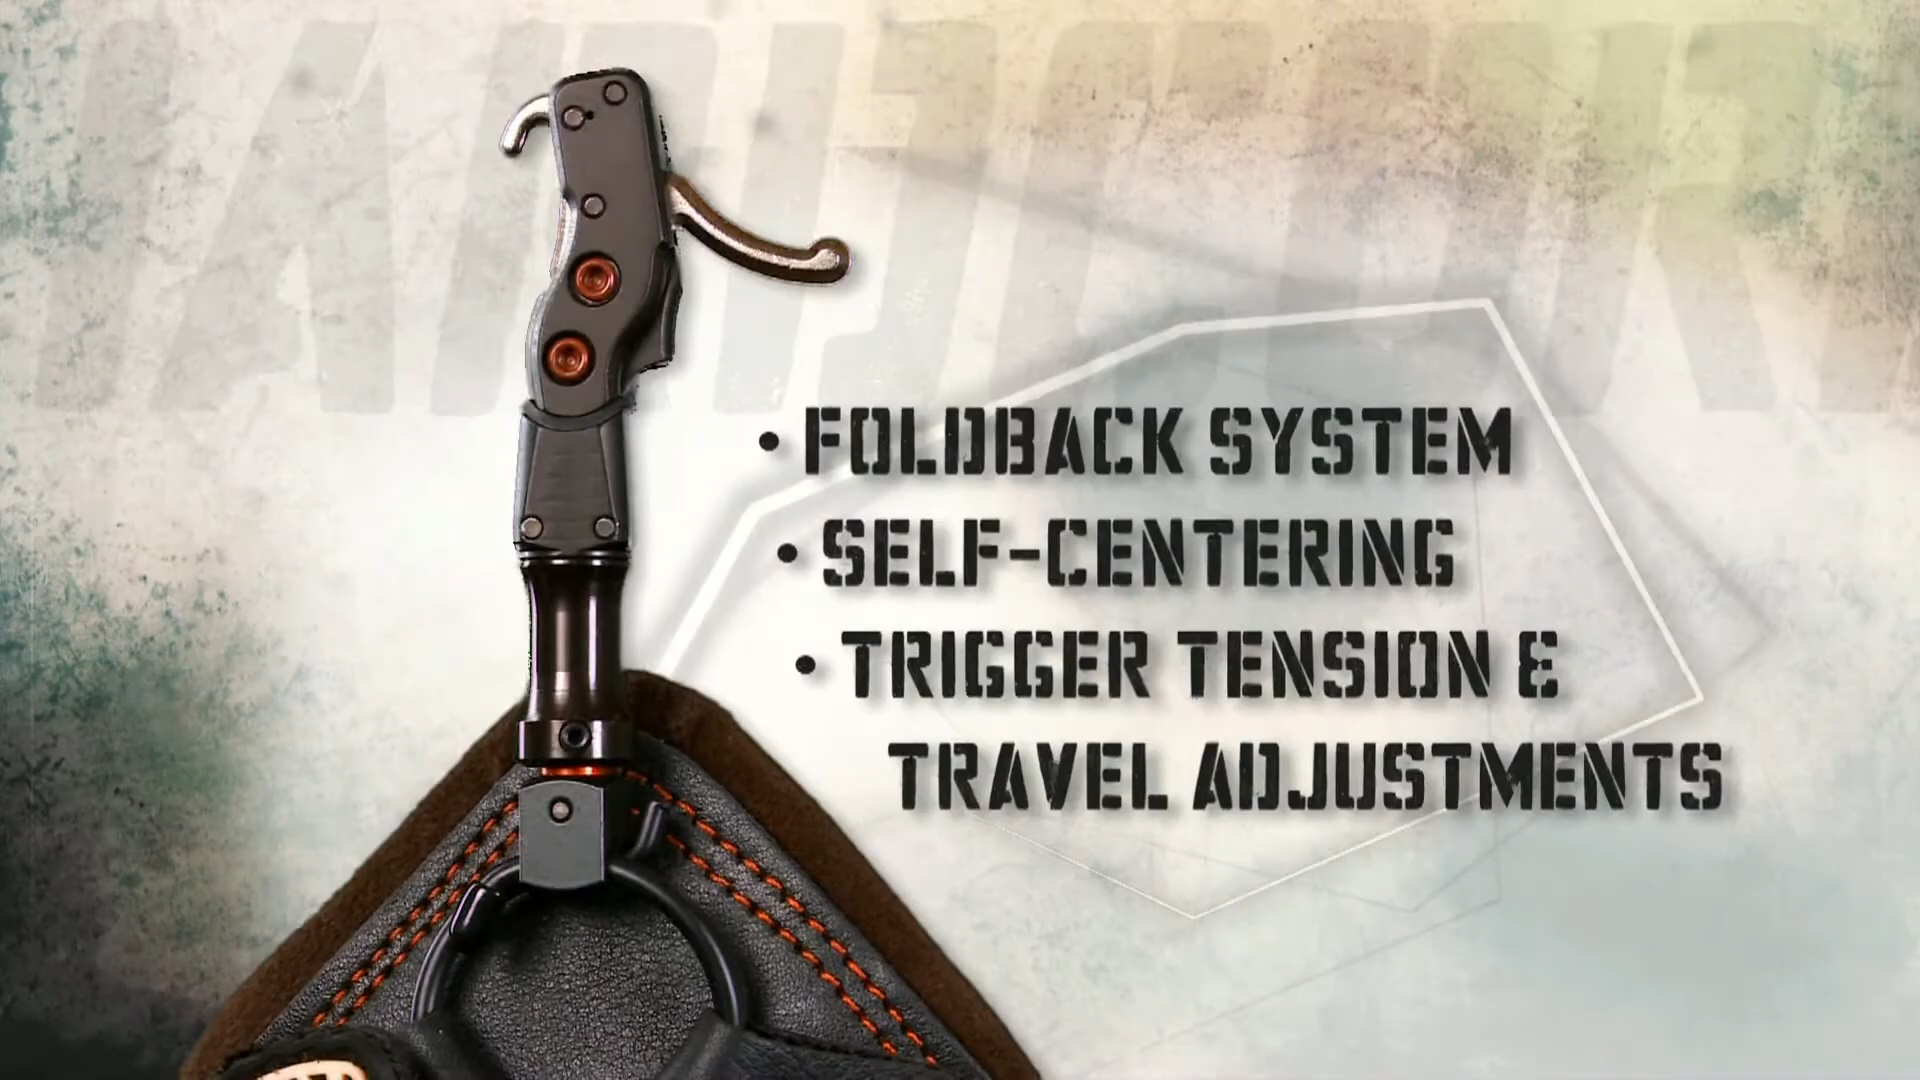 • FOLDBACK SYSTEM
• SELF-CENTERING
• TRIGGER TENSION &
TRAVEL ADJUSTMENTS